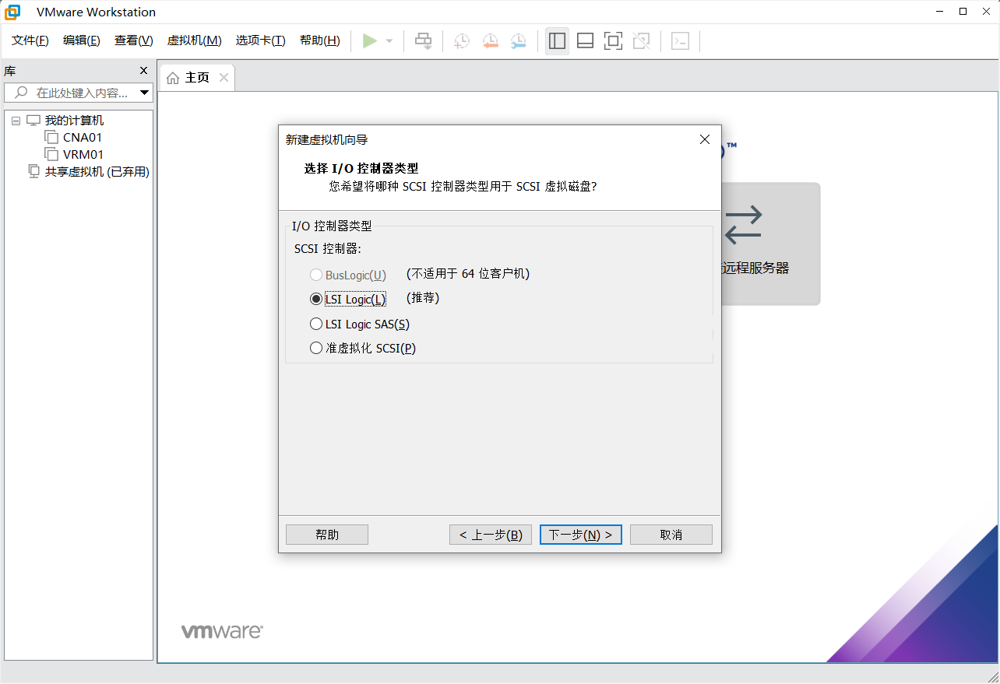 VMware Workstation
文件(F) 编辑(E) 查看(V) 虚拟机(M) 选项卡(T) 帮助(H)
库
在此处键入内容...
我的计算机
CNA01
VRM01
共享虚拟机 (已弃用)
主页
™
远程服务器
新建虚拟机向导
选择 I/O 控制器类型
您希望将哪种 SCSI 控制器类型用于 SCSI 虚拟磁盘?
I/O 控制器类型
SCSI 控制器:
BusLogic(U) (不适用于 64 位客户机)
LSI Logic(L) (推荐)
LSI Logic SAS(S)
准虚拟化 SCSI(P)
帮助 < 上一步(B) 下一步(N) > 取消
vmware®